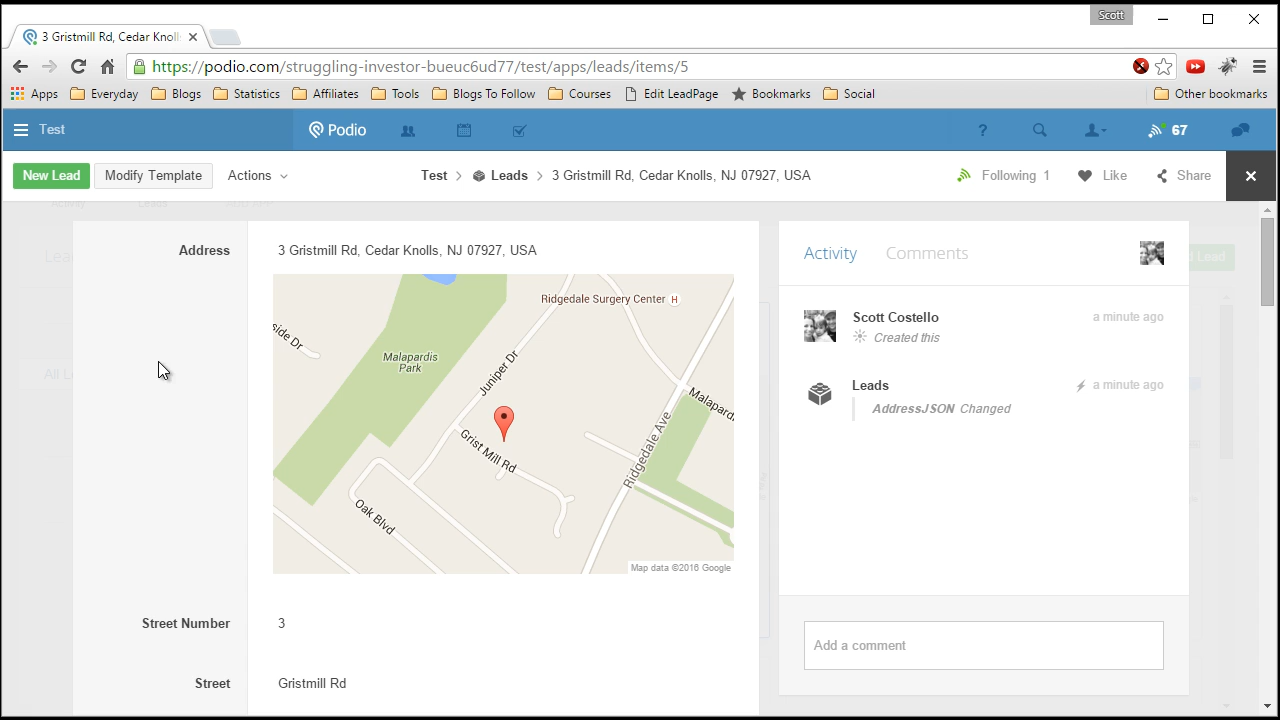 Scott
3 Gristmill Rd, Cedar Knoll
https://podio.com/struggling-investor-bueuc6ud77/test/apps/leads/items/5
Apps Everyday Blogs Statistics Affiliates Tools Blogs To Follow Courses Edit LeadPage Bookmarks Social Other bookmarks
Test Podio ? 67
New Lead Modify Template Actions Test > Leads > 3 Gristmill Rd, Cedar Knolls, NJ 07927, USA Following 1 Like Share
Activity Leads
Address 3 Gristmill Rd, Cedar Knolls, NJ 07927, USA
Ridgedale Surgery Center H
side Dr
Malapardis
Park
Juniper Dr
Malapardi
Grist Mill Rd
Ridgedale Ave
Oak Blvd
Map data ©2016 Google
Street Number 3
Street Gristmill Rd
Activity Comments
Scott Costello a minute ago
Created this
Leads a minute ago
AddressJSON Changed
Add a comment
Lead